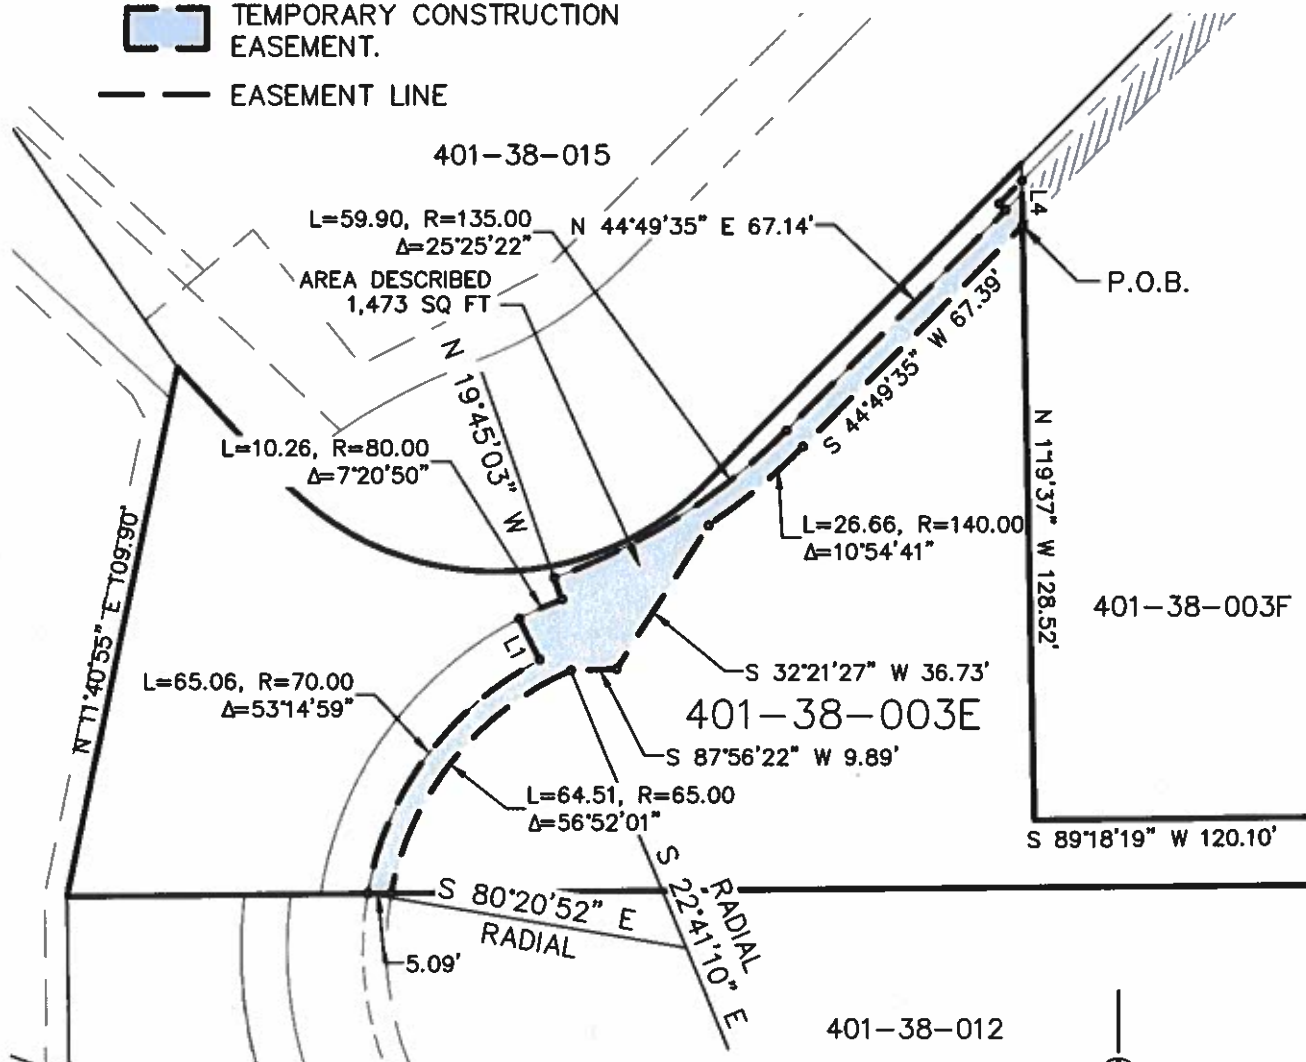 TEMPORARY CONSTRUCTION
EASEMENT.
EASEMENT LINE
401-38-015
L=59.90, R=135.00
Δ=25°25'22"
N 44°49'35" E 67.14'
AREA DESCRIBED
1,473 SQ FT
L4
P.O.B.
S 44°49'35" W 67.39'
N 19°45'03" W
L=10.26, R=80.00
Δ=7°20'50"
L=26.66, R=140.00
Δ=10°54'41"
N 1°19'37" W 128.52'
401-38-003F
N 11°40'55" E 109.90'
L1
L=65.06, R=70.00
Δ=53°14'59"
S 32°21'27" W 36.73'
401-38-003E
S 87°56'22" W 9.89'
L=64.51, R=65.00
Δ=56°52'01"
S 89°18'19" W 120.10'
S 80°20'52" E
RADIAL
S 22°41'10" E
RADIAL
5.09'
401-38-012